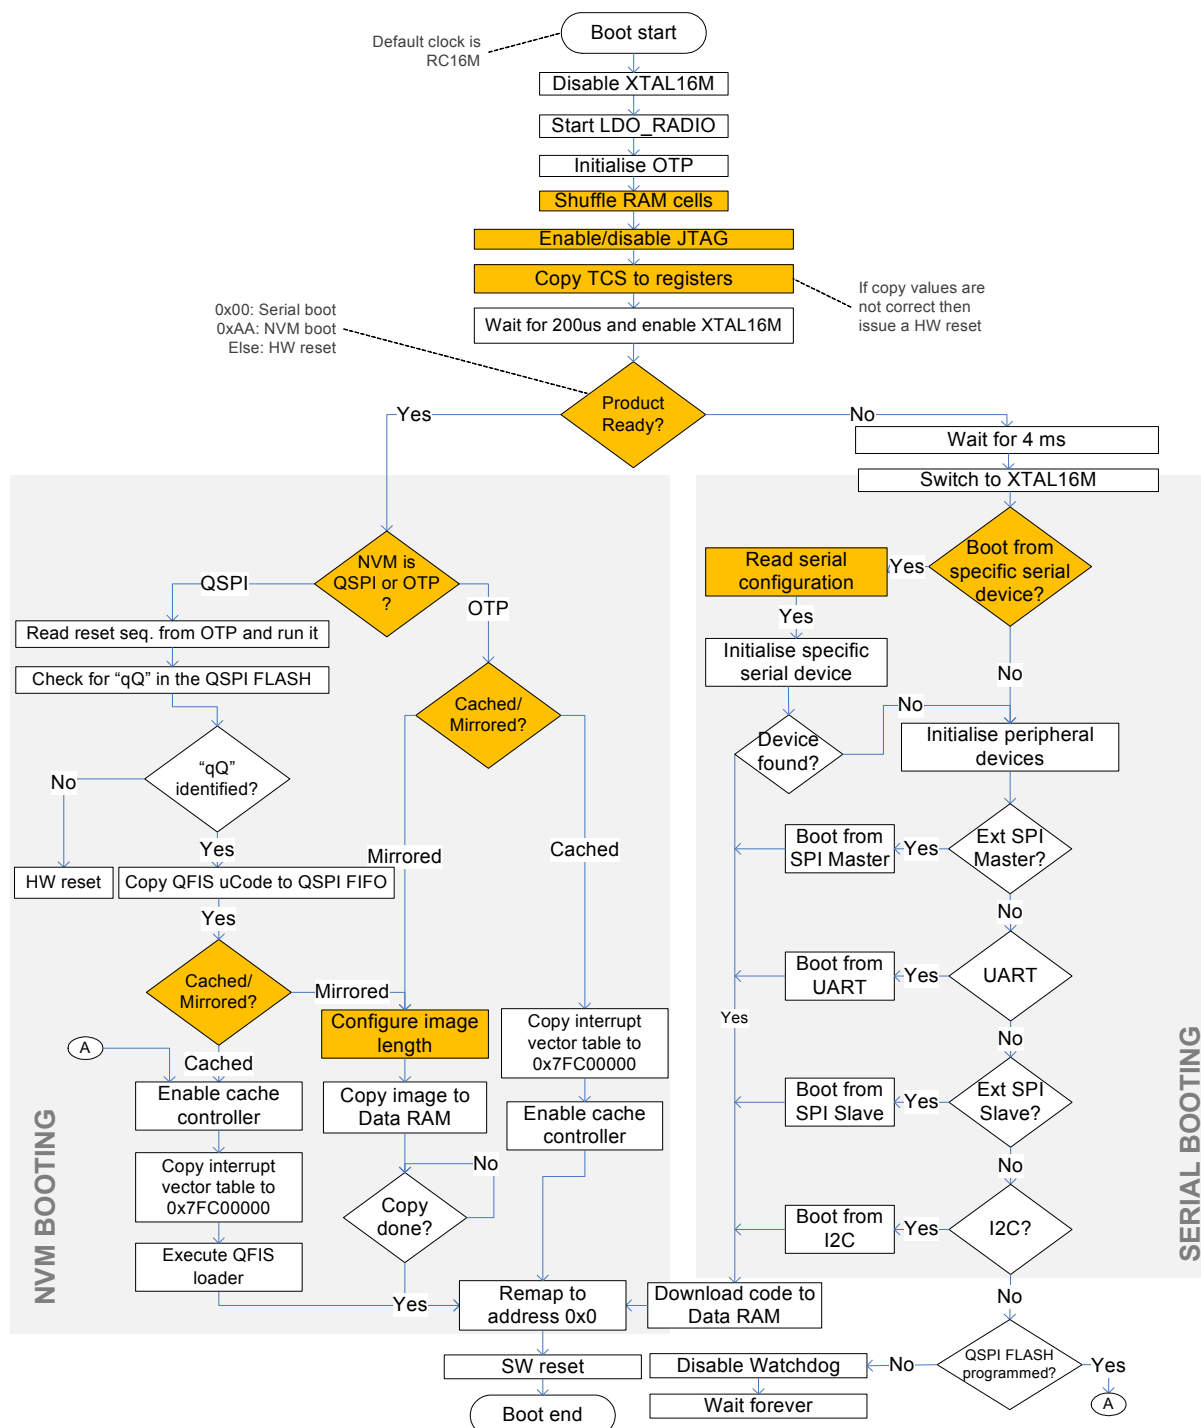 Boot start
Default clock is
RC16M
Disable XTAL16M
Start LDO_RADIO
Initialise OTP
Shuffle RAM cells
Enable/disable JTAG
Copy TCS to registers
If copy values are
not correct then
issue a HW reset
0x00: Serial boot
0xAA: NVM boot
Else: HW reset
Wait for 200us and enable XTAL16M
Product
Ready?
Yes
No
Wait for 4 ms
Switch to XTAL16M
NVM is
QSPI or OTP
?
QSPI
OTP
Read reset seq. from OTP and run it
Check for “qQ” in the QSPI FLASH
“qQ”
identified?
No
Yes
HW reset
Copy QFIS uCode to QSPI FIFO
Yes
Cached/
Mirrored?
Mirrored
Cached
A
Enable cache
controller
Copy interrupt
vector table to
0x7FC00000
Execute QFIS
loader
Cached/
Mirrored?
Mirrored
Cached
Configure image
length
Copy image to
Data RAM
No
Copy
done?
Yes
Copy interrupt
vector table to
0x7FC00000
Enable cache
controller
Remap to
address 0x0
SW reset
Boot end
NVM BOOTING
Boot from
specific serial
device?
Yes
Read serial
configuration
Yes
Initialise specific
serial device
No
No
Device
found?
Initialise peripheral
devices
Ext SPI
Master?
Yes
Boot from
SPI Master
No
UART
Yes
Boot from
UART
Yes
No
Ext SPI
Slave?
Yes
Boot from
SPI Slave
No
I2C?
Yes
Boot from
I2C
No
Download code to
Data RAM
SERIAL BOOTING
QSPI FLASH
programmed?
No
Yes
Disable Watchdog
Wait forever
A